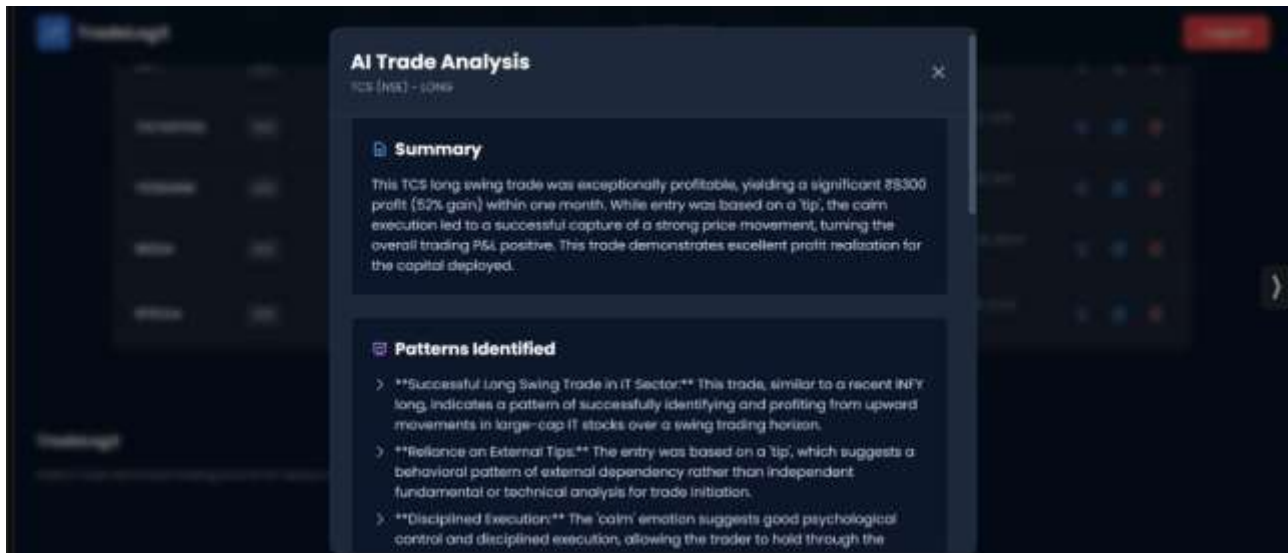 TradeLogX
AI Trade Analysis
TCS (NSE) - LONG
Summary
This TCS long swing trade was exceptionally profitable, yielding a significant ₹8300
profit (52% gain) within one month. While entry was based on a 'tip', the calm
execution led to a successful capture of a strong price movement, turning the
overall trading P&L positive. This trade demonstrates excellent profit realization for
the capital deployed.
Patterns Identified
**Successful Long Swing Trade in IT Sector:** This trade, similar to a recent INFY
long, indicates a pattern of successfully identifying and profiting from upward
movements in large-cap IT stocks over a swing trading horizon.
**Reliance on External Tips:** The entry was based on a 'tip', which suggests a
behavioral pattern of external dependency rather than independent
fundamental or technical analysis for trade initiation.
**Disciplined Execution:** The 'calm' emotion suggests good psychological
control and disciplined execution, allowing the trader to hold through the